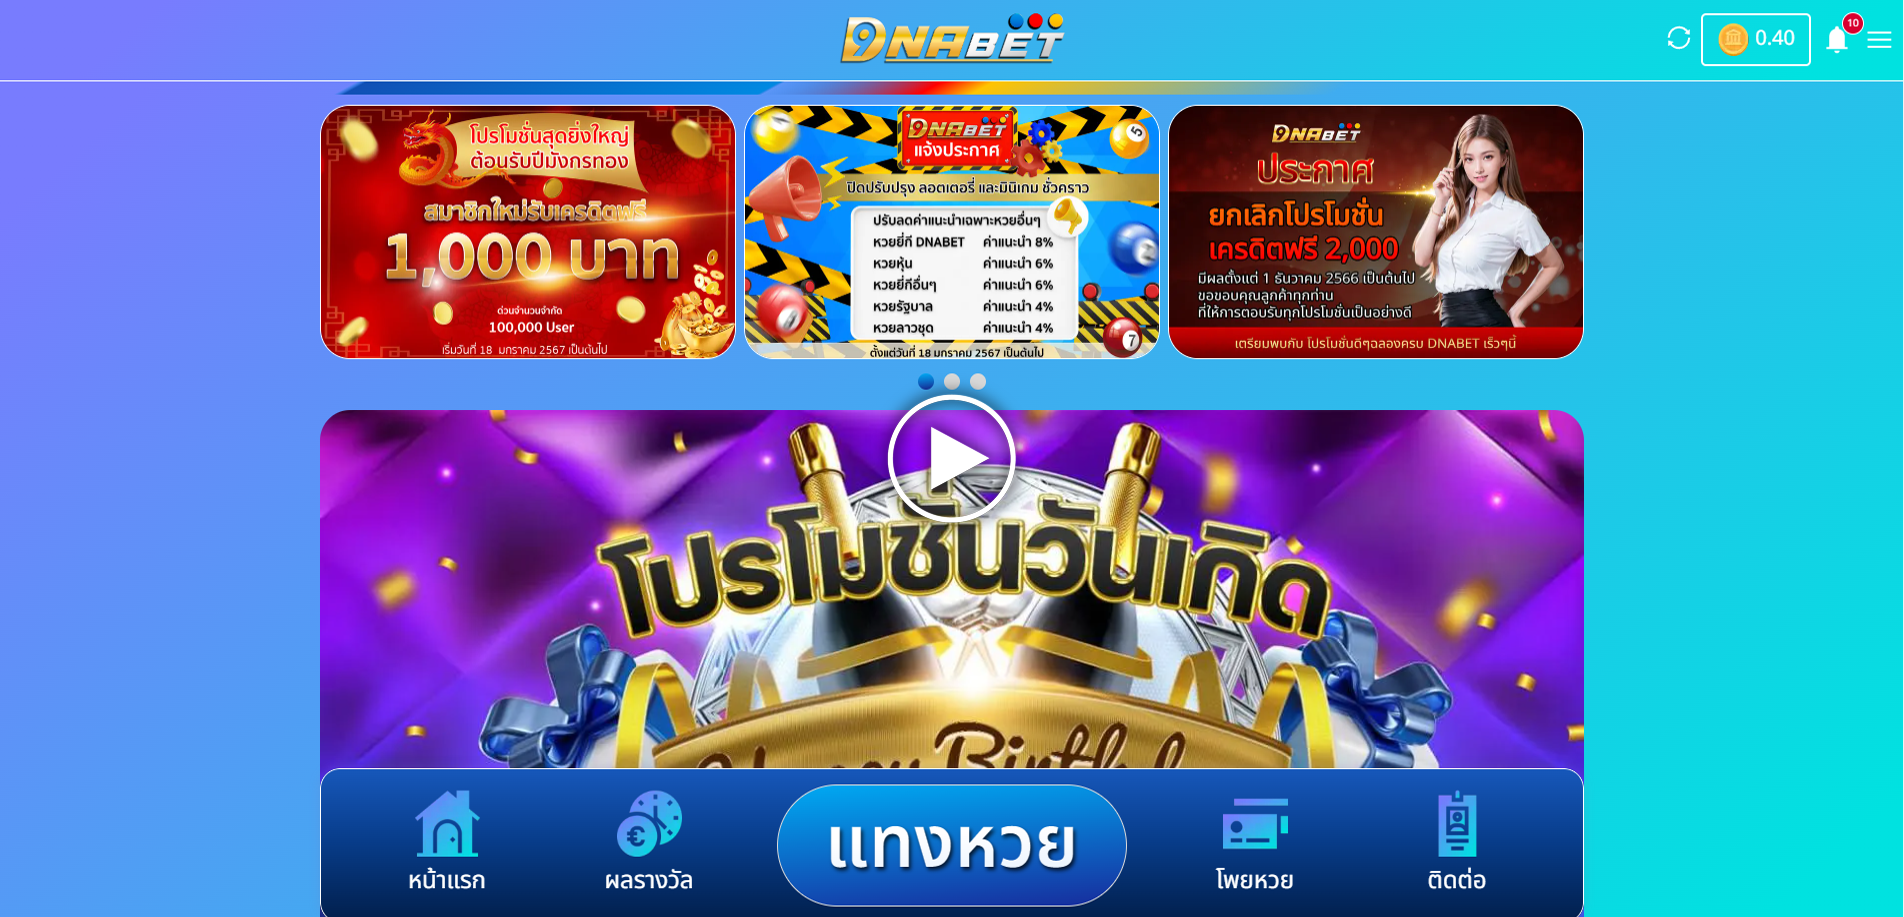 DNABET
0.40
10
โปรโมชั่นสุดยิ่งใหญ่
ต้อนรับปีมังกรทอง
สมาชิกใหม่รับเครดิตฟรี
1,000 บาท
ด่วนจำนวนจำกัด
100,000 User
เริ่มวันที่ 18 มกราคม 2567 เป็นต้นไป
DNABET
แจ้งประกาศ
5
ปิดปรับปรุง ลอตเตอรี่ และมินิเกม ชั่วคราว
ปรับลดค่าแนะนำเฉพาะหวยอื่นๆ
หวยยี่กี DNABET ค่าแนะนำ 8%
หวยหุ้น ค่าแนะนำ 6%
หวยยี่กีอื่นๆ ค่าแนะนำ 6%
หวยรัฐบาล ค่าแนะนำ 4%
หวยลาวชุด ค่าแนะนำ 4%
7
ตั้งแต่วันที่ 18 มกราคม 2567 เป็นต้นไป
DNABET
ประกาศ
ยกเลิกโปรโมชั่น
เครดิตฟรี 2,000
มีผลตั้งแต่ 1 ธันวาคม 2566 เป็นต้นไป
ขอขอบคุณลูกค้าทุกท่าน
ที่ให้การตอบรับทุกโปรโมชั่นเป็นอย่างดี
เตรียมพบกับ โปรโมชั่นดีๆฉลองครบ DNABET เร็วๆนี้
โปรโมชั่นวันเกิด
Happy Birthday
หน้าแรก
ผลรางวัล
แทงหวย
โพยหวย
ติดต่อ